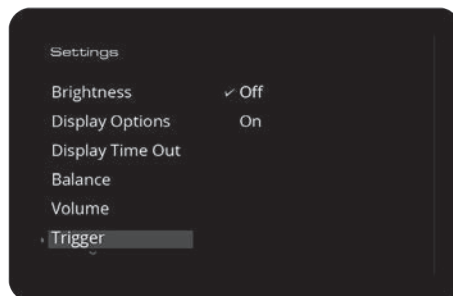 Settings
Brightness ✓ Off
Display Options On
Display Time Out
Balance
Volume
Trigger